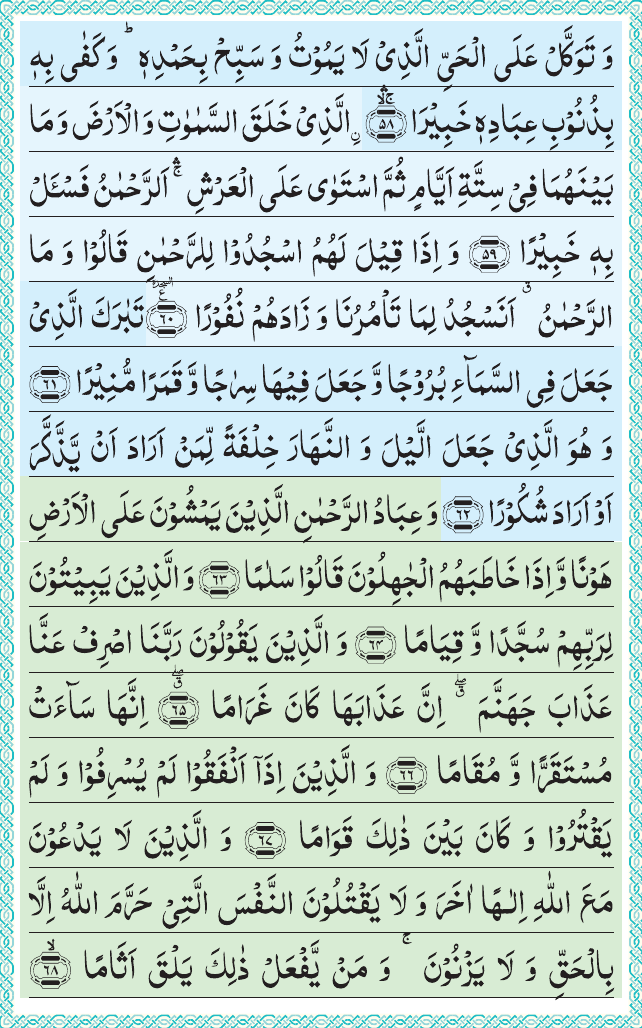 وَ تَوَكَّلْ عَلَى الْحَیِّ الَّذِیْ لَا یَمُوْتُ وَ سَبِّحْ بِحَمْدِهٖ ؕ وَ كَفٰی بِهٖ
بِذُنُوْبِ عِبَادِهٖ خَبِیْرَا ۚۛۙ ﴿۵۸﴾ ۟الَّذِیْ خَلَقَ السَّمٰوٰتِ وَ الْاَرْضَ وَ مَا
بَیْنَهُمَا فِیْ سِتَّةِ اَیَّامٍ ثُمَّ اسْتَوٰی عَلَی الْعَرْشِ ۚۛ اَلرَّحْمٰنُ فَسْـَٔلْ
بِهٖ خَبِیْرًا ﴿۵۹﴾ وَ اِذَا قِیْلَ لَهُمُ اسْجُدُوْا لِلرَّحْمٰنِ قَالُوْا وَ مَا
الرَّحْمٰنُ ۗ اَنَسْجُدُ لِمَا تَاْمُرُنَا وَ زَادَهُمْ نُفُوْرًا ﴿۶۰﴾ السجدة ع تَبٰرَكَ الَّذِیْ
جَعَلَ فِی السَّمَآءِ بُرُوْجًا وَّ جَعَلَ فِیْهَا سِرٰجًا وَّ قَمَرًا مُّنِیْرًا ﴿۶۱﴾
وَ هُوَ الَّذِیْ جَعَلَ الَّیْلَ وَ النَّهَارَ خِلْفَةً لِّمَنْ اَرَادَ اَنْ یَّذَّكَّرَ
اَوْ اَرَادَ شُكُوْرًا ﴿۶۲﴾ وَ عِبَادُ الرَّحْمٰنِ الَّذِیْنَ یَمْشُوْنَ عَلَی الْاَرْضِ
هَوْنًا وَّ اِذَا خَاطَبَهُمُ الْجٰهِلُوْنَ قَالُوْا سَلٰمًا ﴿۶۳﴾ وَ الَّذِیْنَ یَبِیْتُوْنَ
لِرَبِّهِمْ سُجَّدًا وَّ قِیَامًا ﴿۶۴﴾ وَ الَّذِیْنَ یَقُوْلُوْنَ رَبَّنَا اصْرِفْ عَنَّا
عَذَابَ جَهَنَّمَ ۗۖ اِنَّ عَذَابَهَا كَانَ غَرَامًا ۗۖ ﴿۶۵﴾ اِنَّهَا سَآءَتْ
مُسْتَقَرًّا وَّ مُقَامًا ﴿۶۶﴾ وَ الَّذِیْنَ اِذَاۤ اَنْفَقُوْا لَمْ یُسْرِفُوْا وَ لَمْ
یَقْتُرُوْا وَ كَانَ بَیْنَ ذٰلِكَ قَوَامًا ﴿۶۷﴾ وَ الَّذِیْنَ لَا یَدْعُوْنَ
مَعَ اللّٰهِ اِلٰـهًا اٰخَرَ وَ لَا یَقْتُلُوْنَ النَّفْسَ الَّتِیْ حَرَّمَ اللّٰهُ اِلَّا
بِالْحَقِّ وَ لَا یَزْنُوْنَ ۚ وَ مَنْ یَّفْعَلْ ذٰلِكَ یَلْقَ اَثَامًا ۙ ﴿۶۸﴾